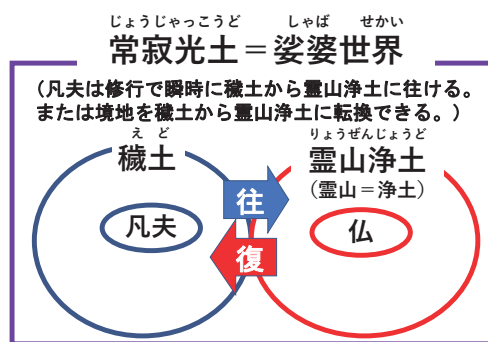 じょうじゃっこうど　しゃば　せかい
常寂光土＝娑婆世界
（凡夫は修行で瞬時に穢土から霊山浄土に往ける。
または境地を穢土から霊山浄土に転換できる。）
えど
穢土
りょうぜんじょうど
霊山浄土
（霊山＝浄土）
往
凡夫
仏
復